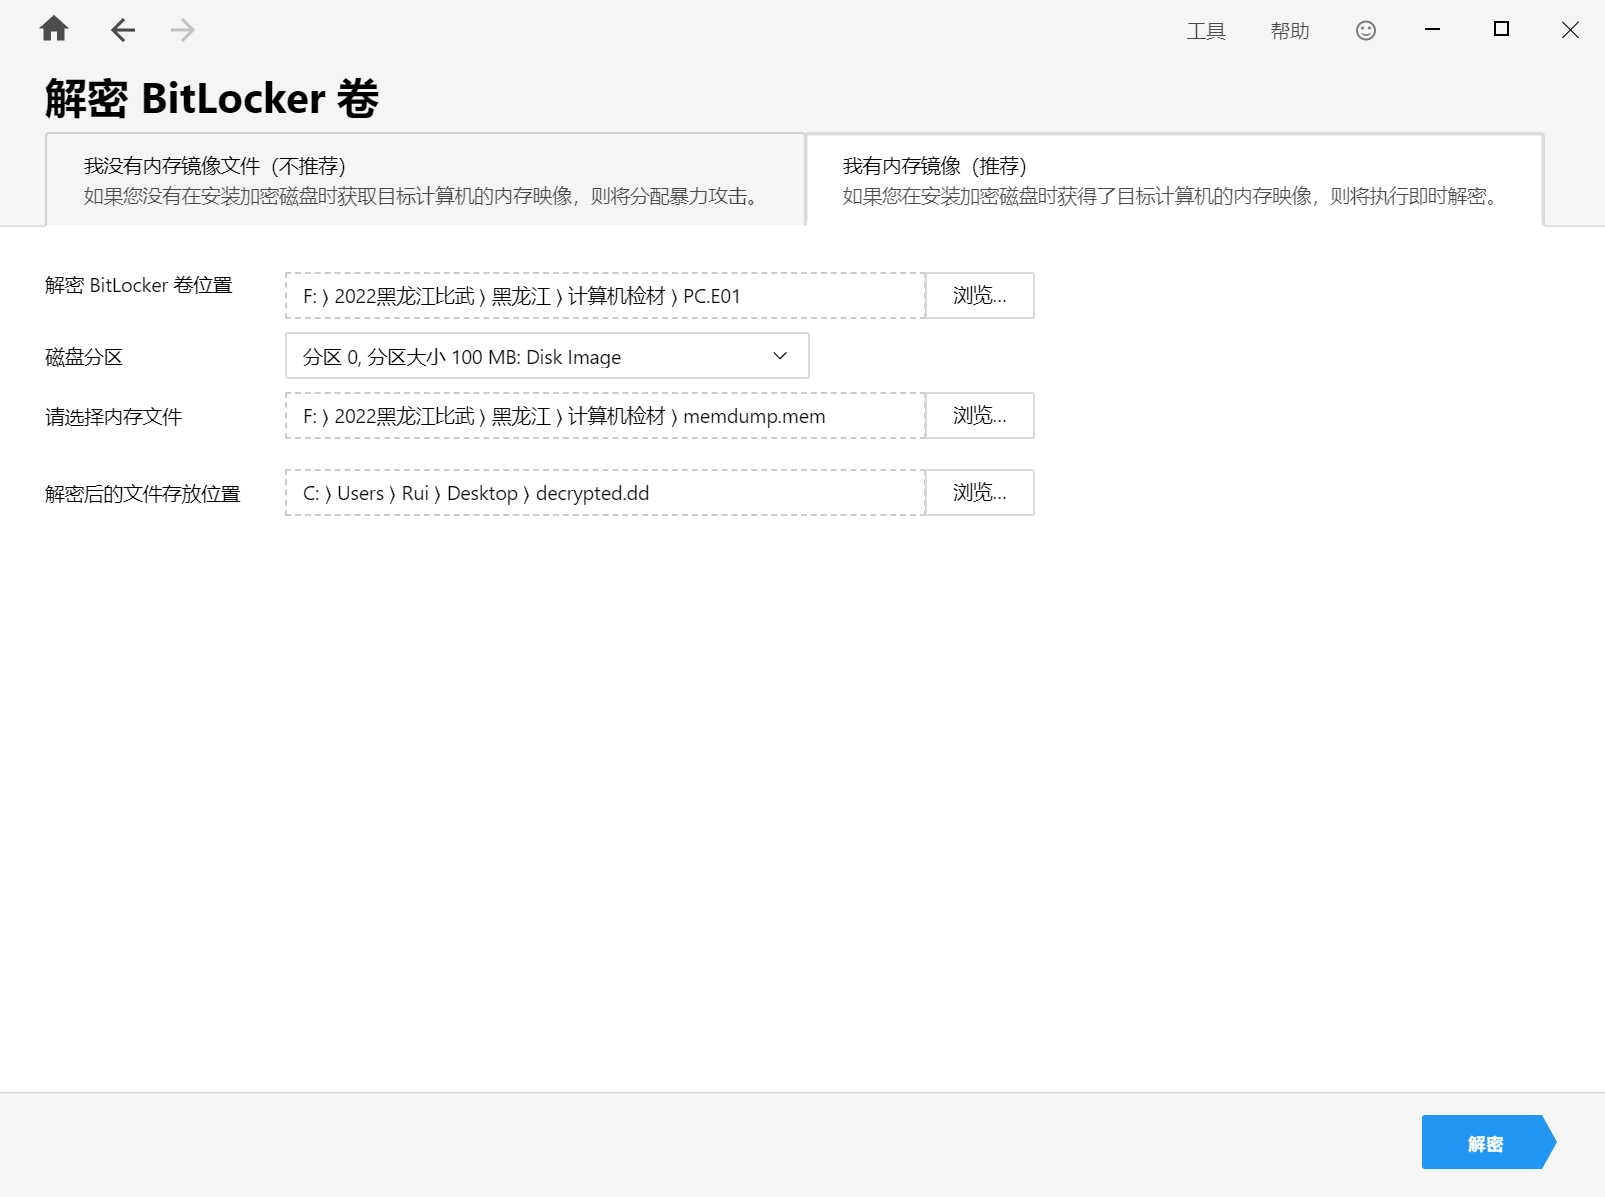 工具 帮助
解密 BitLocker 卷
我没有内存镜像文件（不推荐）
如果您没有在安装加密磁盘时获取目标计算机的内存映像，则将分配暴力攻击。
我有内存镜像（推荐）
如果您在安装加密磁盘时获得了目标计算机的内存映像，则将执行即时解密。
解密 BitLocker 卷位置 F: ⟩ 2022黑龙江比武 ⟩ 黑龙江 ⟩ 计算机检材 ⟩ PC.E01 浏览...
磁盘分区 分区 0, 分区大小 100 MB: Disk Image
请选择内存文件 F: ⟩ 2022黑龙江比武 ⟩ 黑龙江 ⟩ 计算机检材 ⟩ memdump.mem 浏览...
解密后的文件存放位置 C: ⟩ Users ⟩ Rui ⟩ Desktop ⟩ decrypted.dd 浏览...
解密